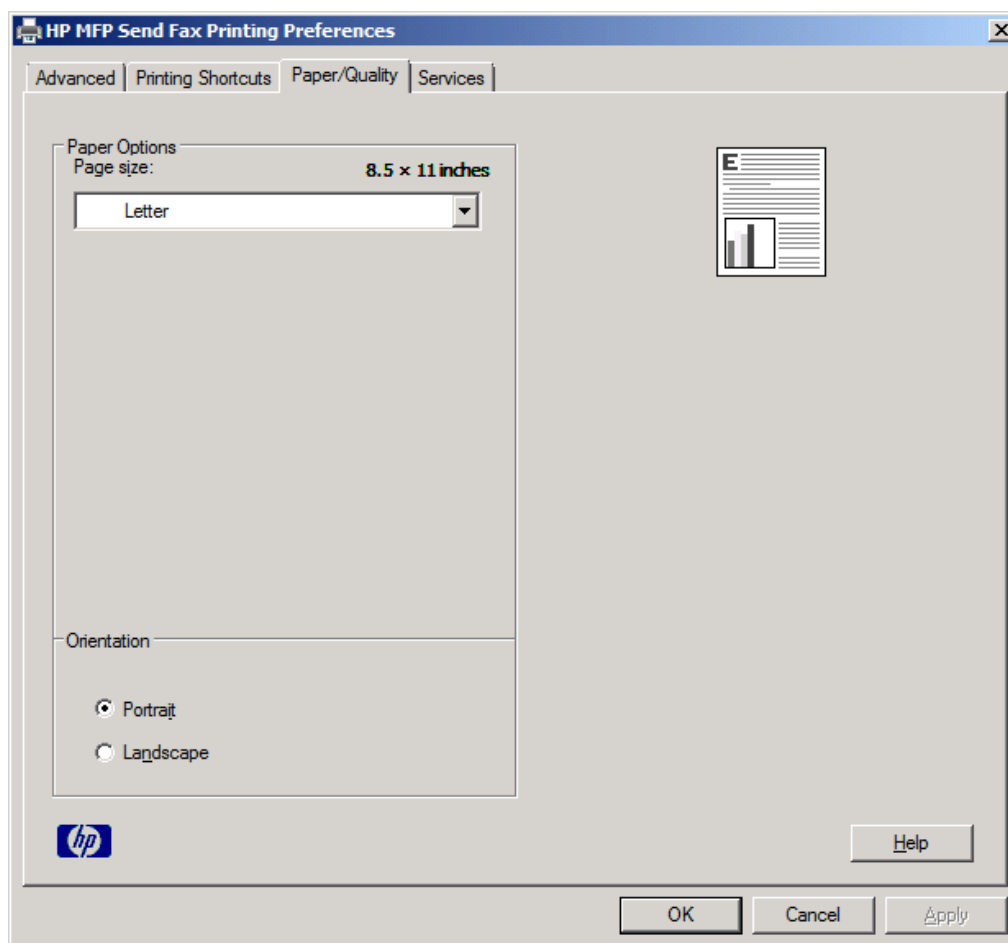 HP MFP Send Fax Printing Preferences
Advanced Printing Shortcuts Paper/Quality Services
Paper Options
Page size: 8.5 × 11 inches
Letter
E
Orientation
Portrait
Landscape
hp
Help
OK Cancel Apply